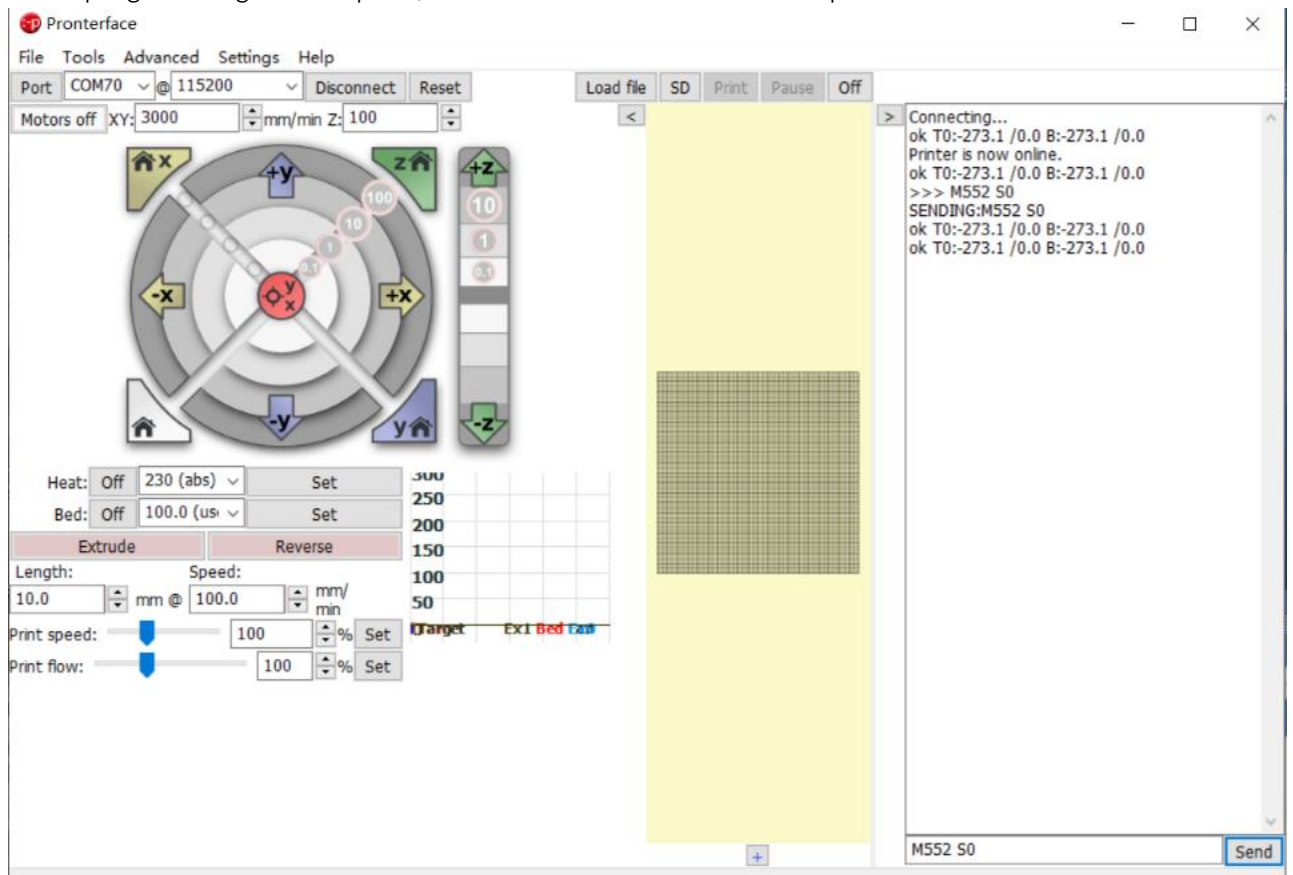 Pronterface
File Tools Advanced Settings Help
Port COM70 @ 115200 Disconnect Reset Load file SD Print Pause Off
Motors off XY: 3000 mm/min Z: 100 < >
x z +y +z
100 10 1 0.1
10
1
0.1
-x y x +x
-y y -z
Heat: Off 230 (abs) Set
Bed: Off 100.0 (use Set
Extrude Reverse
Length: Speed:
10.0 mm @ 100.0 mm/
min
Print speed: 100 % Set
Print flow: 100 % Set
300
250
200
150
100
50
Target Ex1 Bed
+
Connecting...
ok T0:-273.1 /0.0 B:-273.1 /0.0
Printer is now online.
ok T0:-273.1 /0.0 B:-273.1 /0.0
>>> M552 S0
SENDING:M552 S0
ok T0:-273.1 /0.0 B:-273.1 /0.0
ok T0:-273.1 /0.0 B:-273.1 /0.0
M552 S0 Send